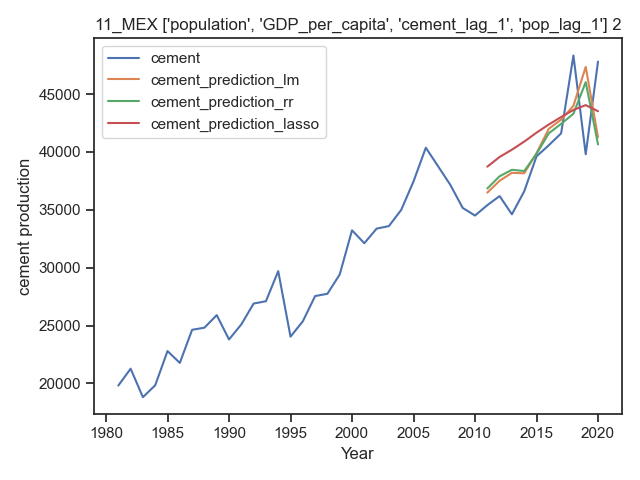 11_MEX ['population', 'GDP_per_capita', 'cement_lag_1', 'pop_lag_1'] 2
cement
cement_prediction_lm
cement_prediction_rr
cement_prediction_lasso
45000
40000
35000
30000
25000
20000
cement production
1980 1985 1990 1995 2000 2005 2010 2015 2020
Year